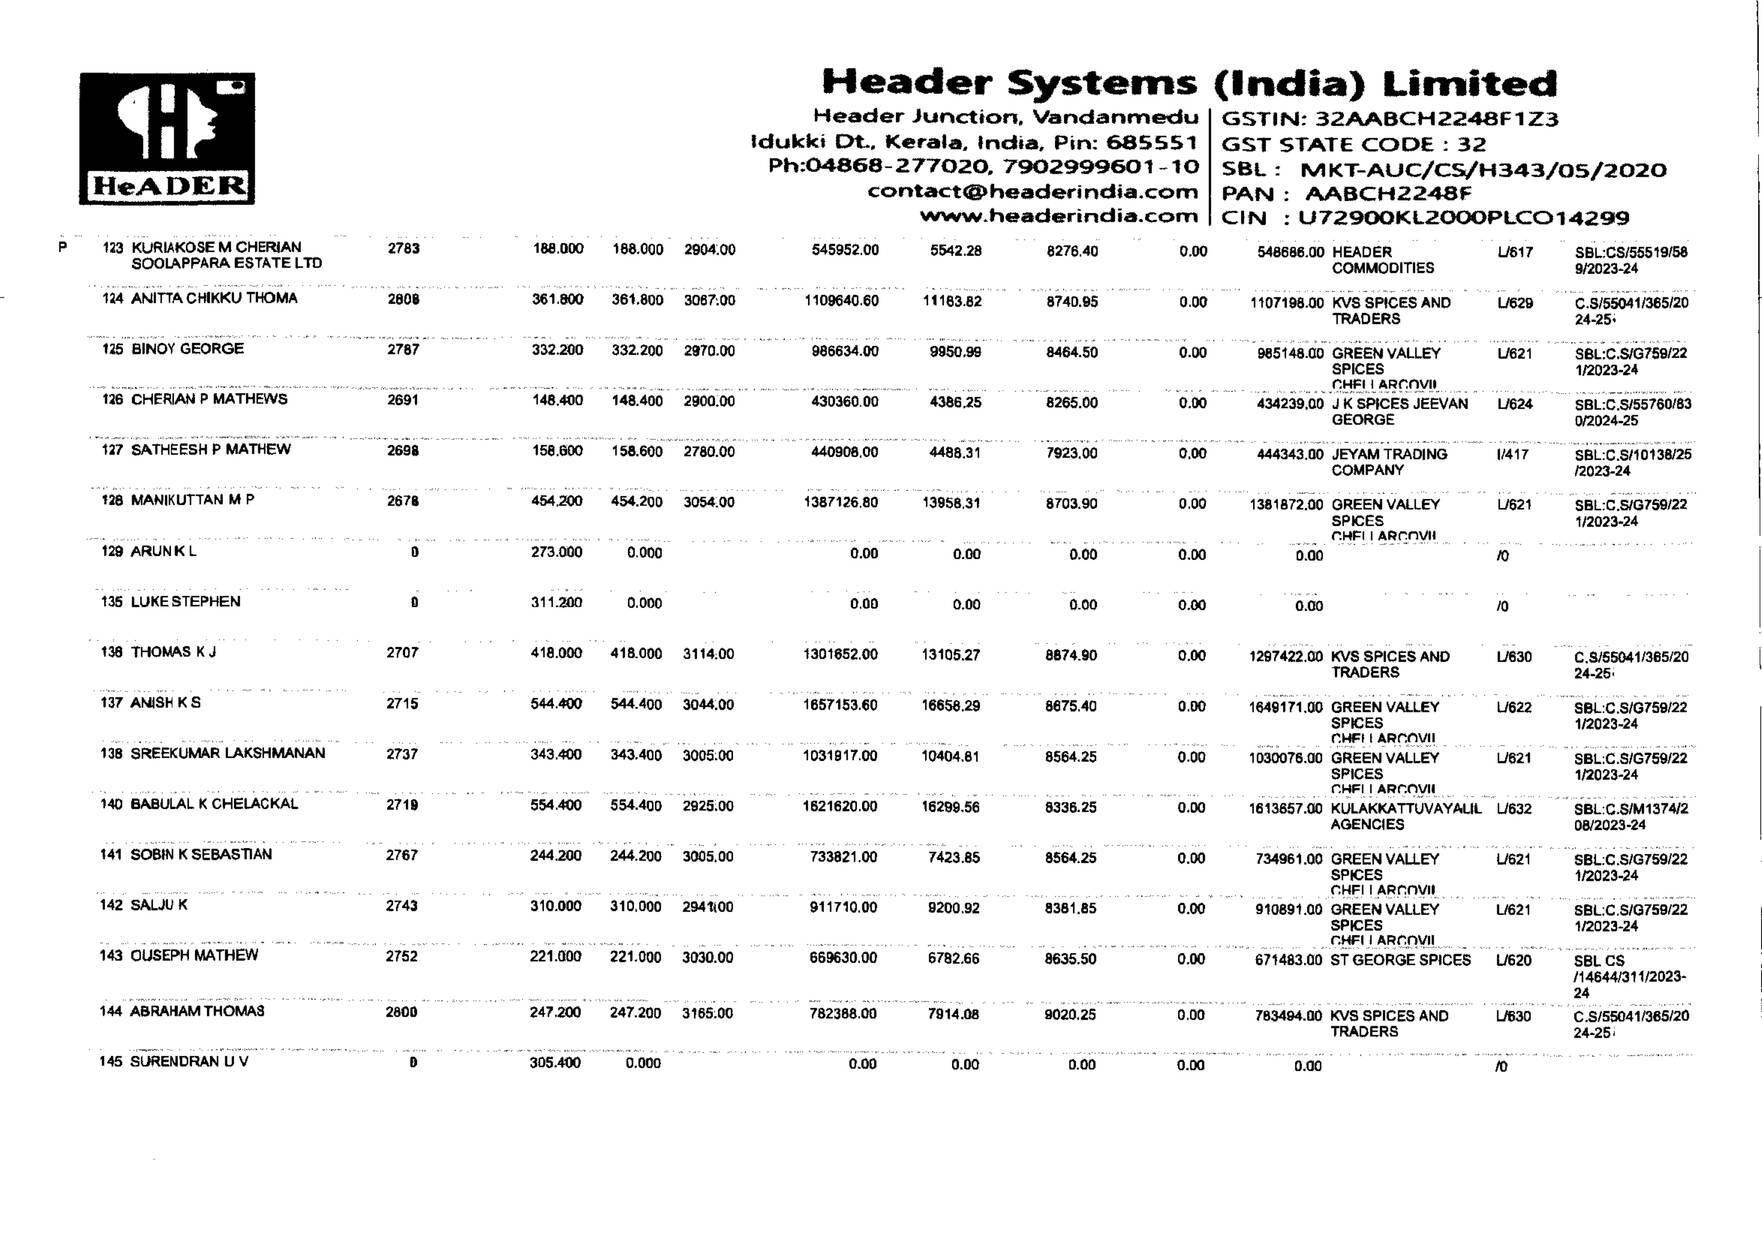 HeADER
Header Systems (India) Limited
Header Junction, Vandanmedu
Idukki Dt., Kerala, India, Pin: 685551
Ph:04868-277020, 7902999601-10
contact@headerindia.com
www.headerindia.com
GSTIN: 32AABCH2248F1Z3
GST STATE CODE : 32
SBL : MKT-AUC/CS/H343/05/2020
PAN : AABCH2248F
CIN : U72900KL2000PLCO14299
P 123 KURIAKOSE M CHERIAN 2783 188.000 188.000 2904.00 545952.00 5542.28 8276.40 0.00 548686.00 HEADER L/617 SBL:CS/55519/58
SOOLAPPARA ESTATE LTD COMMODITIES 9/2023-24
124 ANITTA CHIKKU THOMA 2808 361.800 361.800 3067.00 1109640.60 11183.82 8740.95 0.00 1107198.00 KVS SPICES AND L/629 C.S/55041/365/20
TRADERS 24-25
125 BINOY GEORGE 2787 332.200 332.200 2970.00 986634.00 9950.99 8464.50 0.00 985148.00 GREEN VALLEY L/621 SBL:C.S/G759/22
SPICES 1/2023-24
CHELLARCOVIL
126 CHERIAN P MATHEWS 2691 148.400 148.400 2900.00 430360.00 4386.25 8265.00 0.00 434239.00 J K SPICES JEEVAN L/624 SBL:C.S/55760/83
GEORGE 0/2024-25
127 SATHEESH P MATHEW 2698 158.600 158.600 2780.00 440908.00 4488.31 7923.00 0.00 444343.00 JEYAM TRADING I/417 SBL:C.S/10138/25
COMPANY /2023-24
128 MANIKUTTAN M P 2678 454.200 454.200 3054.00 1387126.80 13958.31 8703.90 0.00 1381872.00 GREEN VALLEY L/621 SBL:C.S/G759/22
SPICES 1/2023-24
CHELLARCOVIL
129 ARUN K L 0 273.000 0.000 0.00 0.00 0.00 0.00 0.00 /0
135 LUKE STEPHEN 0 311.200 0.000 0.00 0.00 0.00 0.00 0.00 /0
136 THOMAS K J 2707 418.000 418.000 3114.00 1301652.00 13105.27 8874.90 0.00 1297422.00 KVS SPICES AND L/630 C.S/55041/365/20
TRADERS 24-25
137 ANISH K S 2715 544.400 544.400 3044.00 1657153.60 16658.29 8675.40 0.00 1649171.00 GREEN VALLEY L/622 SBL:C.S/G759/22
SPICES 1/2023-24
CHELLARCOVIL
138 SREEKUMAR LAKSHMANAN 2737 343.400 343.400 3005.00 1031917.00 10404.81 8564.25 0.00 1030076.00 GREEN VALLEY L/621 SBL:C.S/G759/22
SPICES 1/2023-24
CHELLARCOVIL
140 BABULAL K CHELACKAL 2719 554.400 554.400 2925.00 1621620.00 16299.56 8336.25 0.00 1613657.00 KULAKKATTUVAYALIL L/632 SBL:C.S/M1374/2
AGENCIES 08/2023-24
141 SOBIN K SEBASTIAN 2767 244.200 244.200 3005.00 733821.00 7423.85 8564.25 0.00 734961.00 GREEN VALLEY L/621 SBL:C.S/G759/22
SPICES 1/2023-24
CHELLARCOVIL
142 SALJU K 2743 310.000 310.000 2941.00 911710.00 9200.92 8381.85 0.00 910891.00 GREEN VALLEY L/621 SBL:C.S/G759/22
SPICES 1/2023-24
CHELLARCOVIL
143 OUSEPH MATHEW 2752 221.000 221.000 3030.00 669630.00 6782.66 8635.50 0.00 671483.00 ST GEORGE SPICES L/620 SBL CS
/14644/311/2023-
24
144 ABRAHAM THOMAS 2800 247.200 247.200 3165.00 782388.00 7914.08 9020.25 0.00 783494.00 KVS SPICES AND L/630 C.S/55041/365/20
TRADERS 24-25
145 SURENDRAN U V 0 305.400 0.000 0.00 0.00 0.00 0.00 0.00 /0